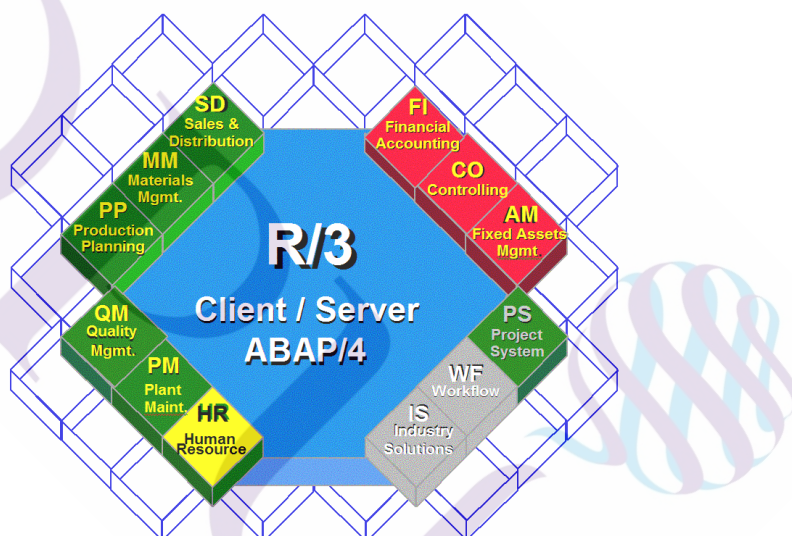 SD
Sales &
Distribution
MM
Materials
Mgmt.
PP
Production
Planning
FI
Financial
Accounting
CO
Controlling
AM
Fixed Assets
Mgmt.
R/3
Client / Server
ABAP/4
QM
Quality
Mgmt.
PM
Plant
Maint.
HR
Human
Resource
PS
Project
System
WF
Workflow
IS
Industry
Solutions